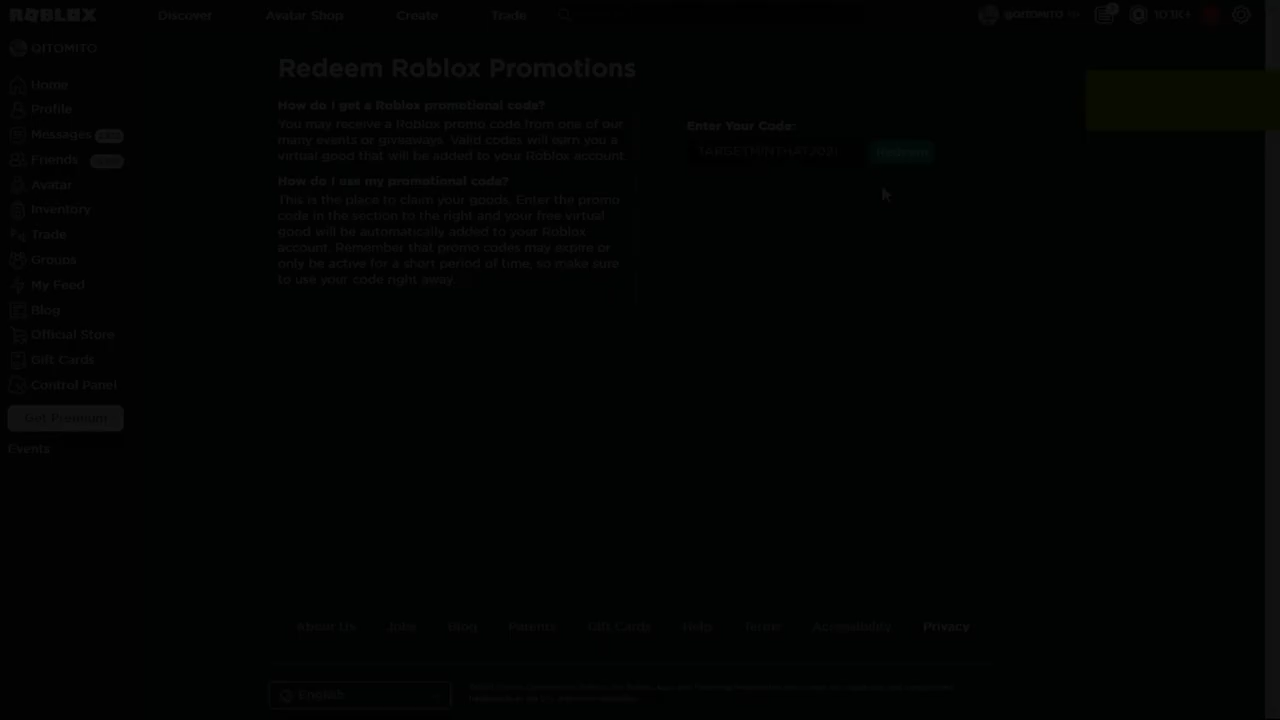 ROBLOX
Discover
Avatar Shop
Create
Trade
103K+
QITOMITO
Redeem Roblox Promotions
Home
How do I get a Roblox promotional code?
Profile
You may receive a Roblox promo code from one of our
many events or giveaways. Valid codes will earn you a
virtual good that will be added to your Roblox account.
Enter Your Code:
Redeem
Messages
Friends
How do I use my promotional code?
Avatar
This is the place to claim your goods. Enter the promo
code in the section to the right and your free virtual
good will be automatically added to your Roblox
account. Remember that promo codes may expire or
only be active for a short period of time, so make sure
to use your code right away.
Inventory
Trade
Groups
My Feed
Blog
Official Store
Gift Cards
Control Panel
Get Premium
Events
About Us
Jobs
Blog
Parents
Gift Cards
Help
Terms
Accessibility
Privacy
English